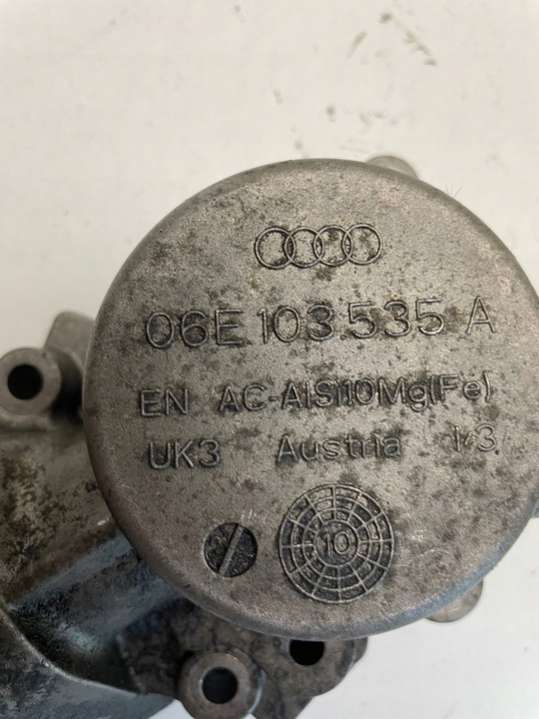 06E 103 535 A
EN AC-AlSi10Mg(Fe)
UK3 Austria 1-3
10